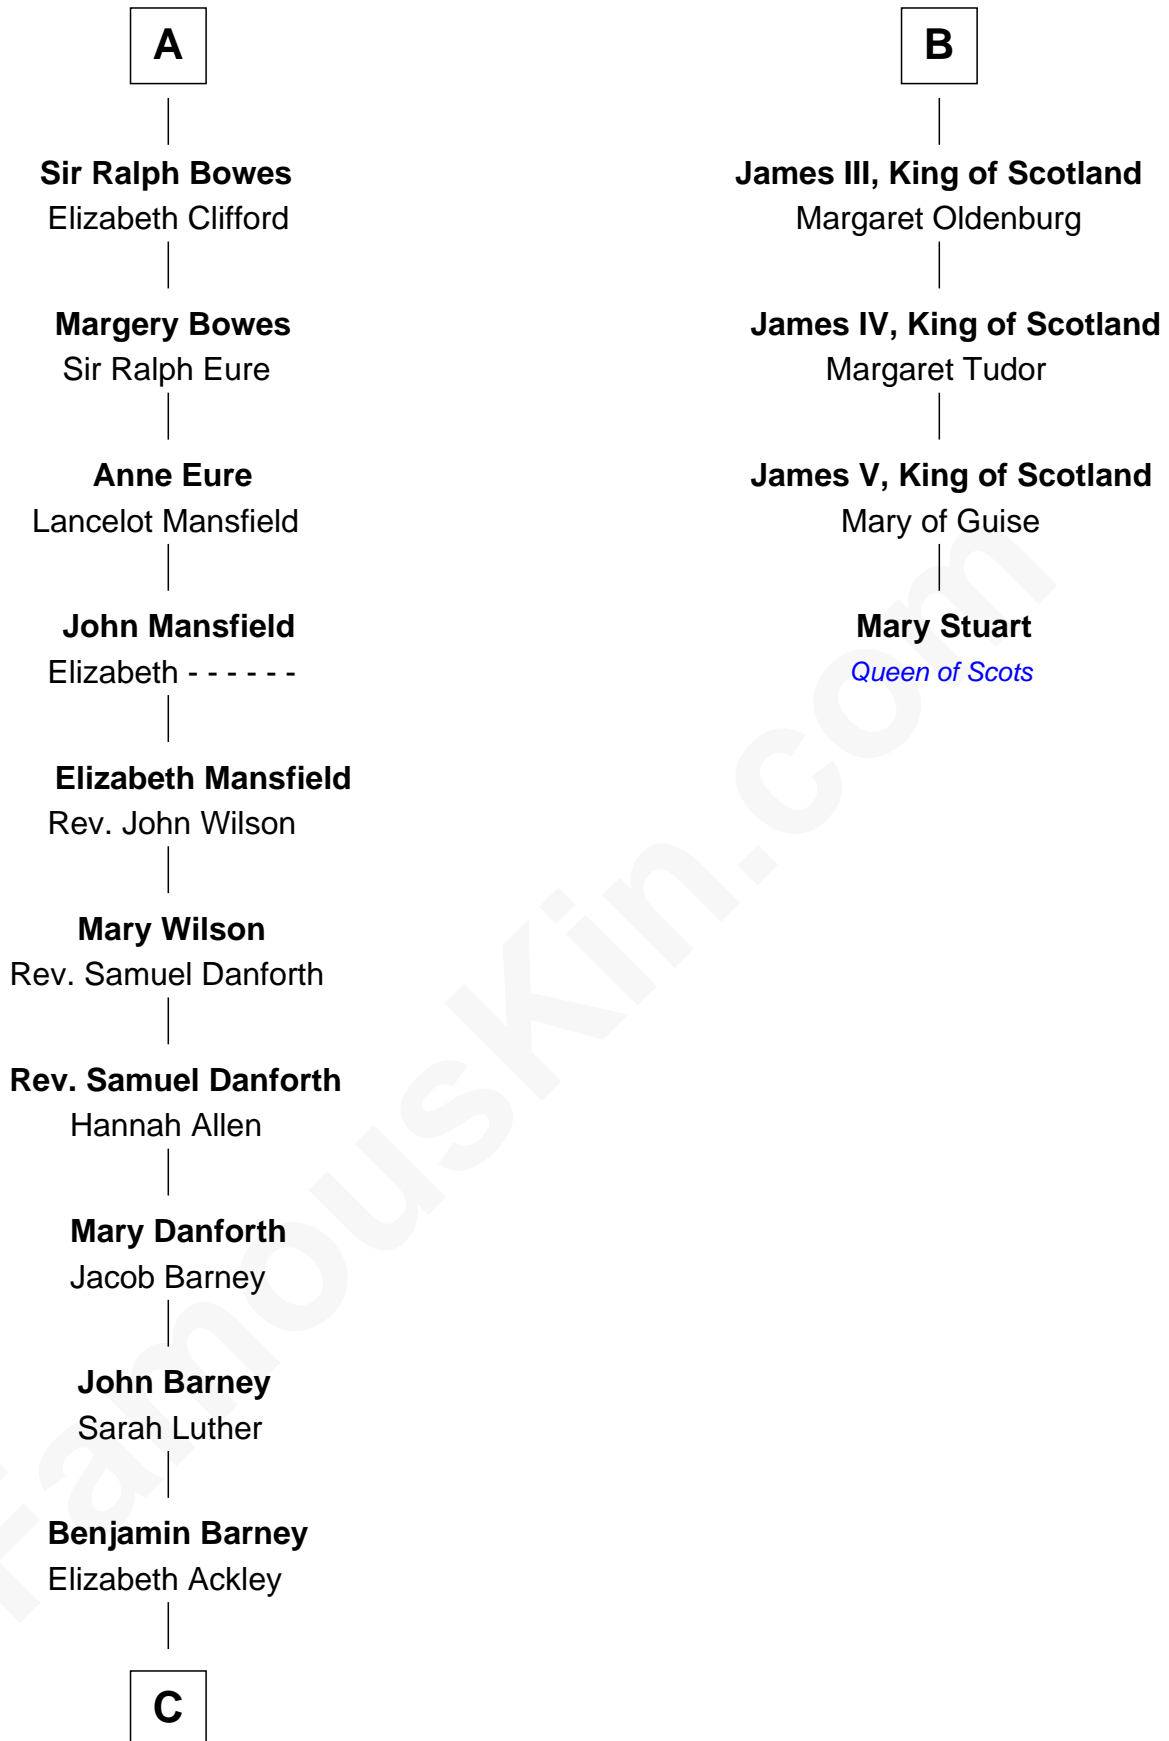 A
Sir Ralph Bowes
Elizabeth Clifford
Margery Bowes
Sir Ralph Eure
Anne Eure
Lancelot Mansfield
John Mansfield
Elizabeth - - - - - -
Elizabeth Mansfield
Rev. John Wilson
Mary Wilson
Rev. Samuel Danforth
Rev. Samuel Danforth
Hannah Allen
Mary Danforth
Jacob Barney
John Barney
Sarah Luther
Benjamin Barney
Elizabeth Ackley
C
B
James III, King of Scotland
Margaret Oldenburg
James IV, King of Scotland
Margaret Tudor
James V, King of Scotland
Mary of Guise
Mary Stuart
Queen of Scots
FamousKin.com